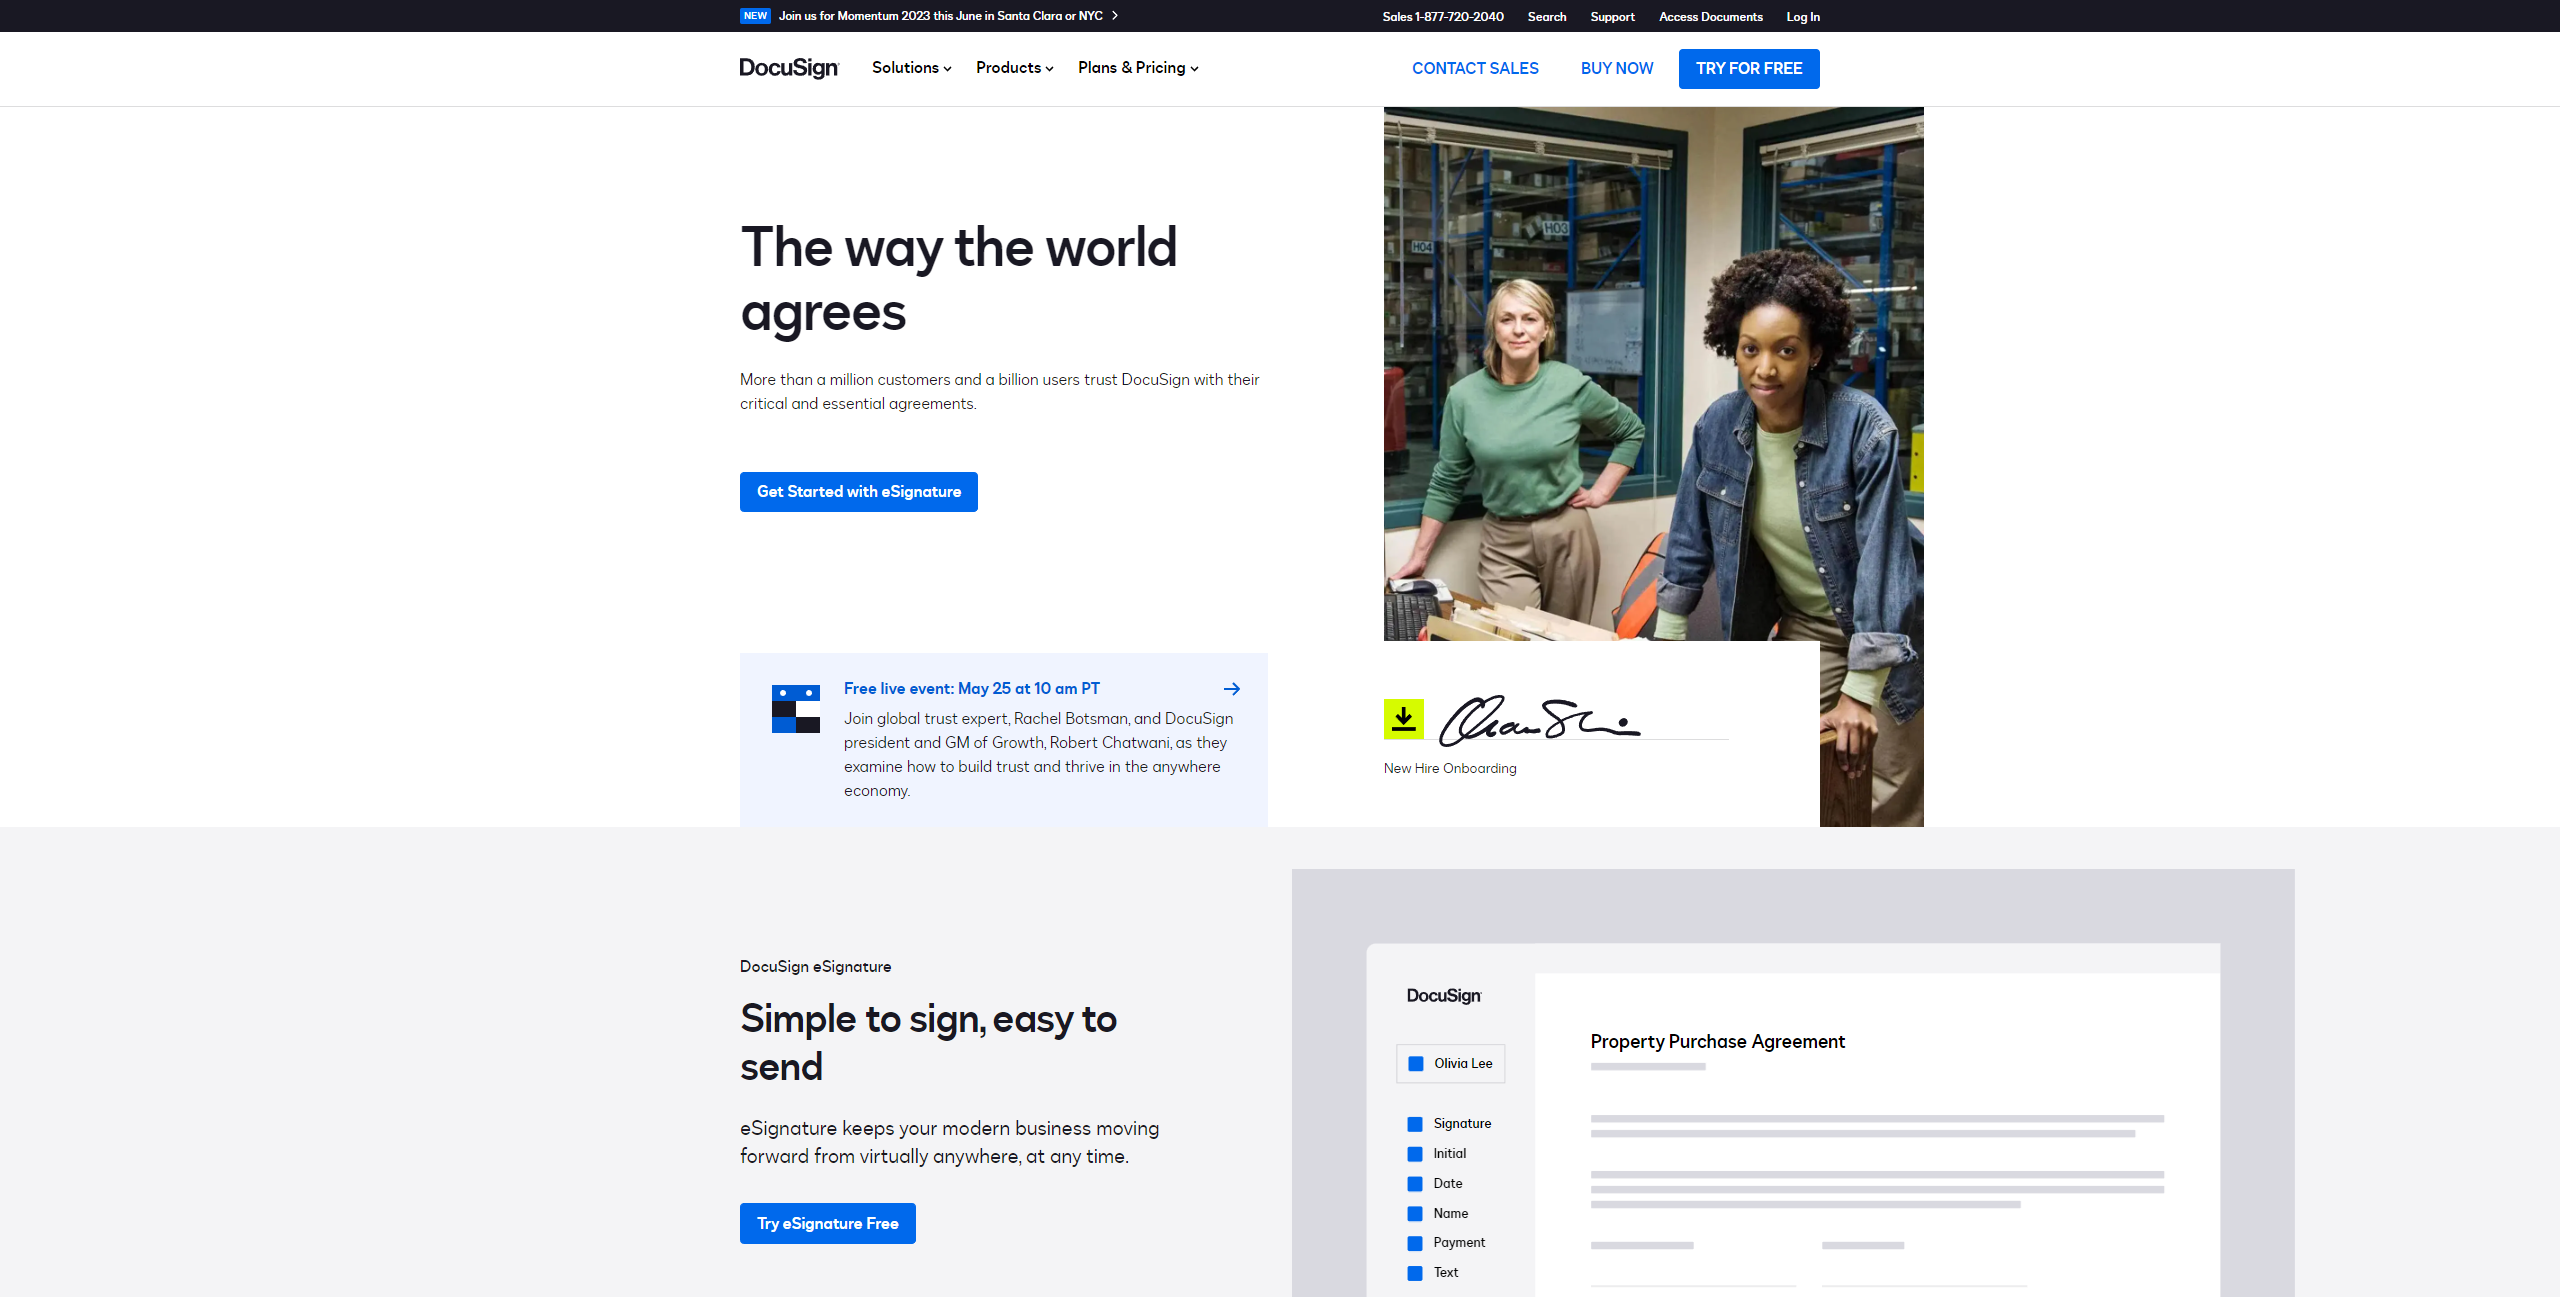 NEW Join us for Momentum 2023 this June in Santa Clara or NYC
Sales 1-877-720-2040 Search Support Access Documents Log In
DocuSign Solutions Products Plans & Pricing CONTACT SALES BUY NOW TRY FOR FREE
The way the world
agrees
More than a million customers and a billion users trust DocuSign with their
critical and essential agreements.
Get Started with eSignature
H03
H04
Free live event: May 25 at 10 am PT
Join global trust expert, Rachel Botsman, and DocuSign
president and GM of Growth, Robert Chatwani, as they
examine how to build trust and thrive in the anywhere
economy.
New Hire Onboarding
DocuSign eSignature
Simple to sign, easy to
send
eSignature keeps your modern business moving
forward from virtually anywhere, at any time.
Try eSignature Free
DocuSign
Olivia Lee
Signature
Initial
Date
Name
Payment
Text
Property Purchase Agreement